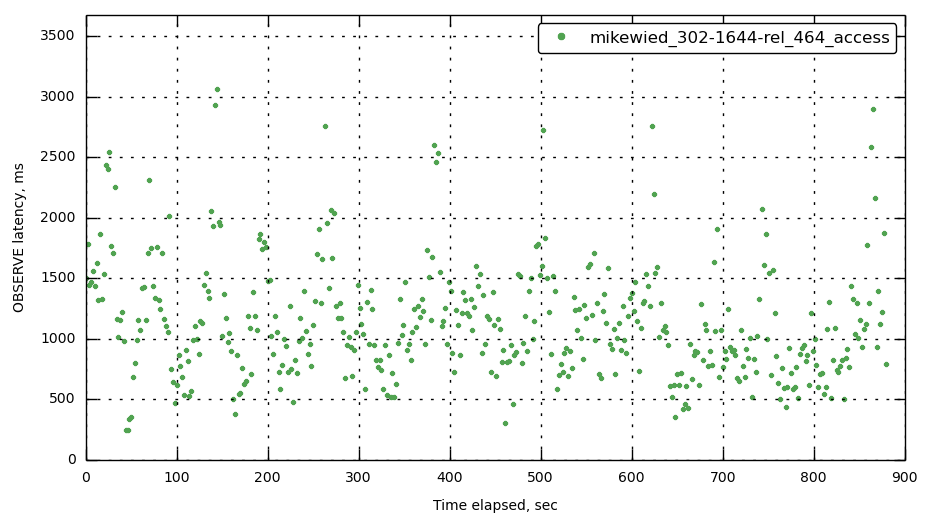 mikewied_302-1644-rel_464_access
OBSERVE latency, ms
3500
3000
2500
2000
1500
1000
500
0
0 100 200 300 400 500 600 700 800 900
Time elapsed, sec